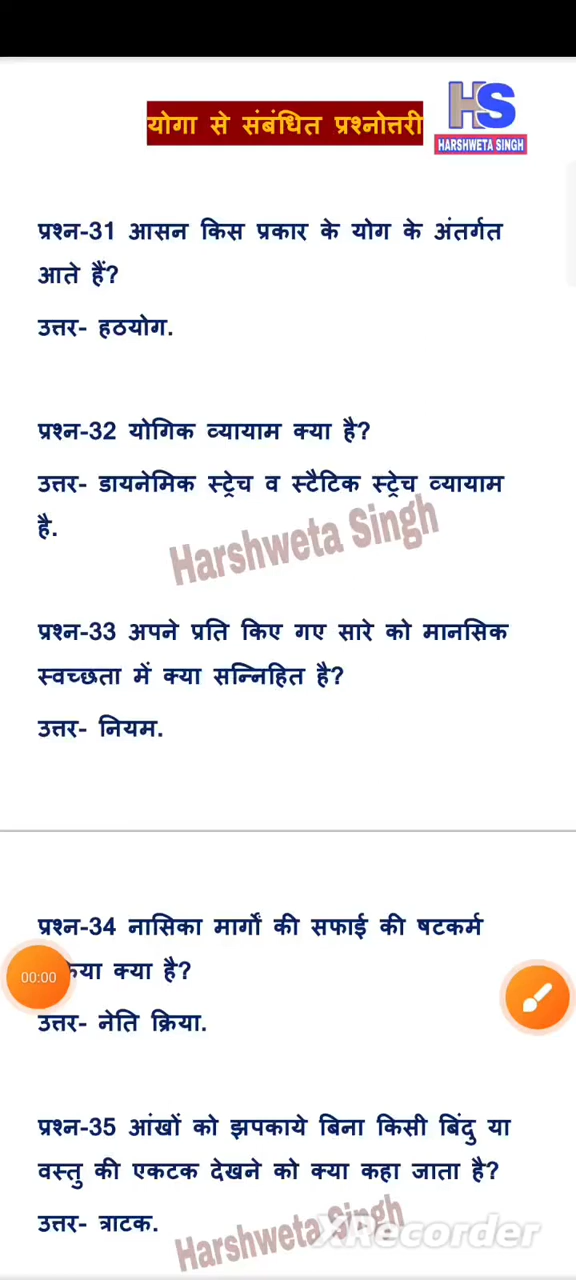 योगा से संबंधित प्रश्नोत्तरी
HS
HARSHWETA SINGH
प्रश्न-31 आसन किस प्रकार के योग के अंतर्गत
आते हैं?
उत्तर- हठयोग.
प्रश्न-32 योगिक व्यायाम क्या है?
उत्तर- डायनेमिक स्ट्रेच व स्टैटिक स्ट्रेच व्यायाम
है.
Harshweta Singh
प्रश्न-33 अपने प्रति किए गए सारे को मानसिक
स्वच्छता में क्या सन्निहित है?
उत्तर- नियम.
प्रश्न-34 नासिका मार्गों की सफाई की षटकर्म
00:00
क्या है?
उत्तर- नेति क्रिया.
प्रश्न-35 आंखों को झपकाये बिना किसी बिंदु या
वस्तु की एकटक देखने को क्या कहा जाता है?
उत्तर- त्राटक.
Harshweta Singh
XRecorder